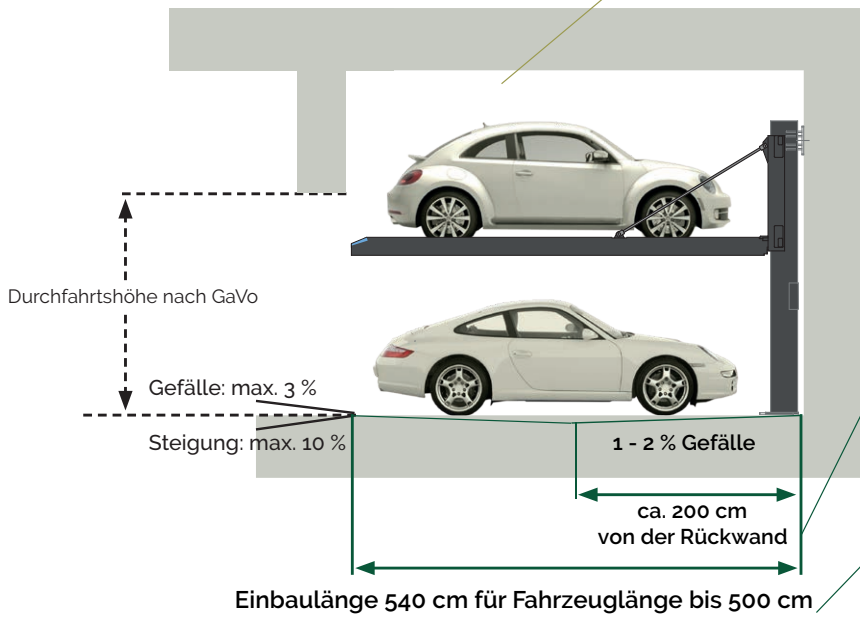 Durchfahrtshöhe nach GaVo
Gefälle: max. 3 %
Steigung: max. 10 %
1 - 2 % Gefälle
ca. 200 cm
von der Rückwand
Einbaulänge 540 cm für Fahrzeuglänge bis 500 cm